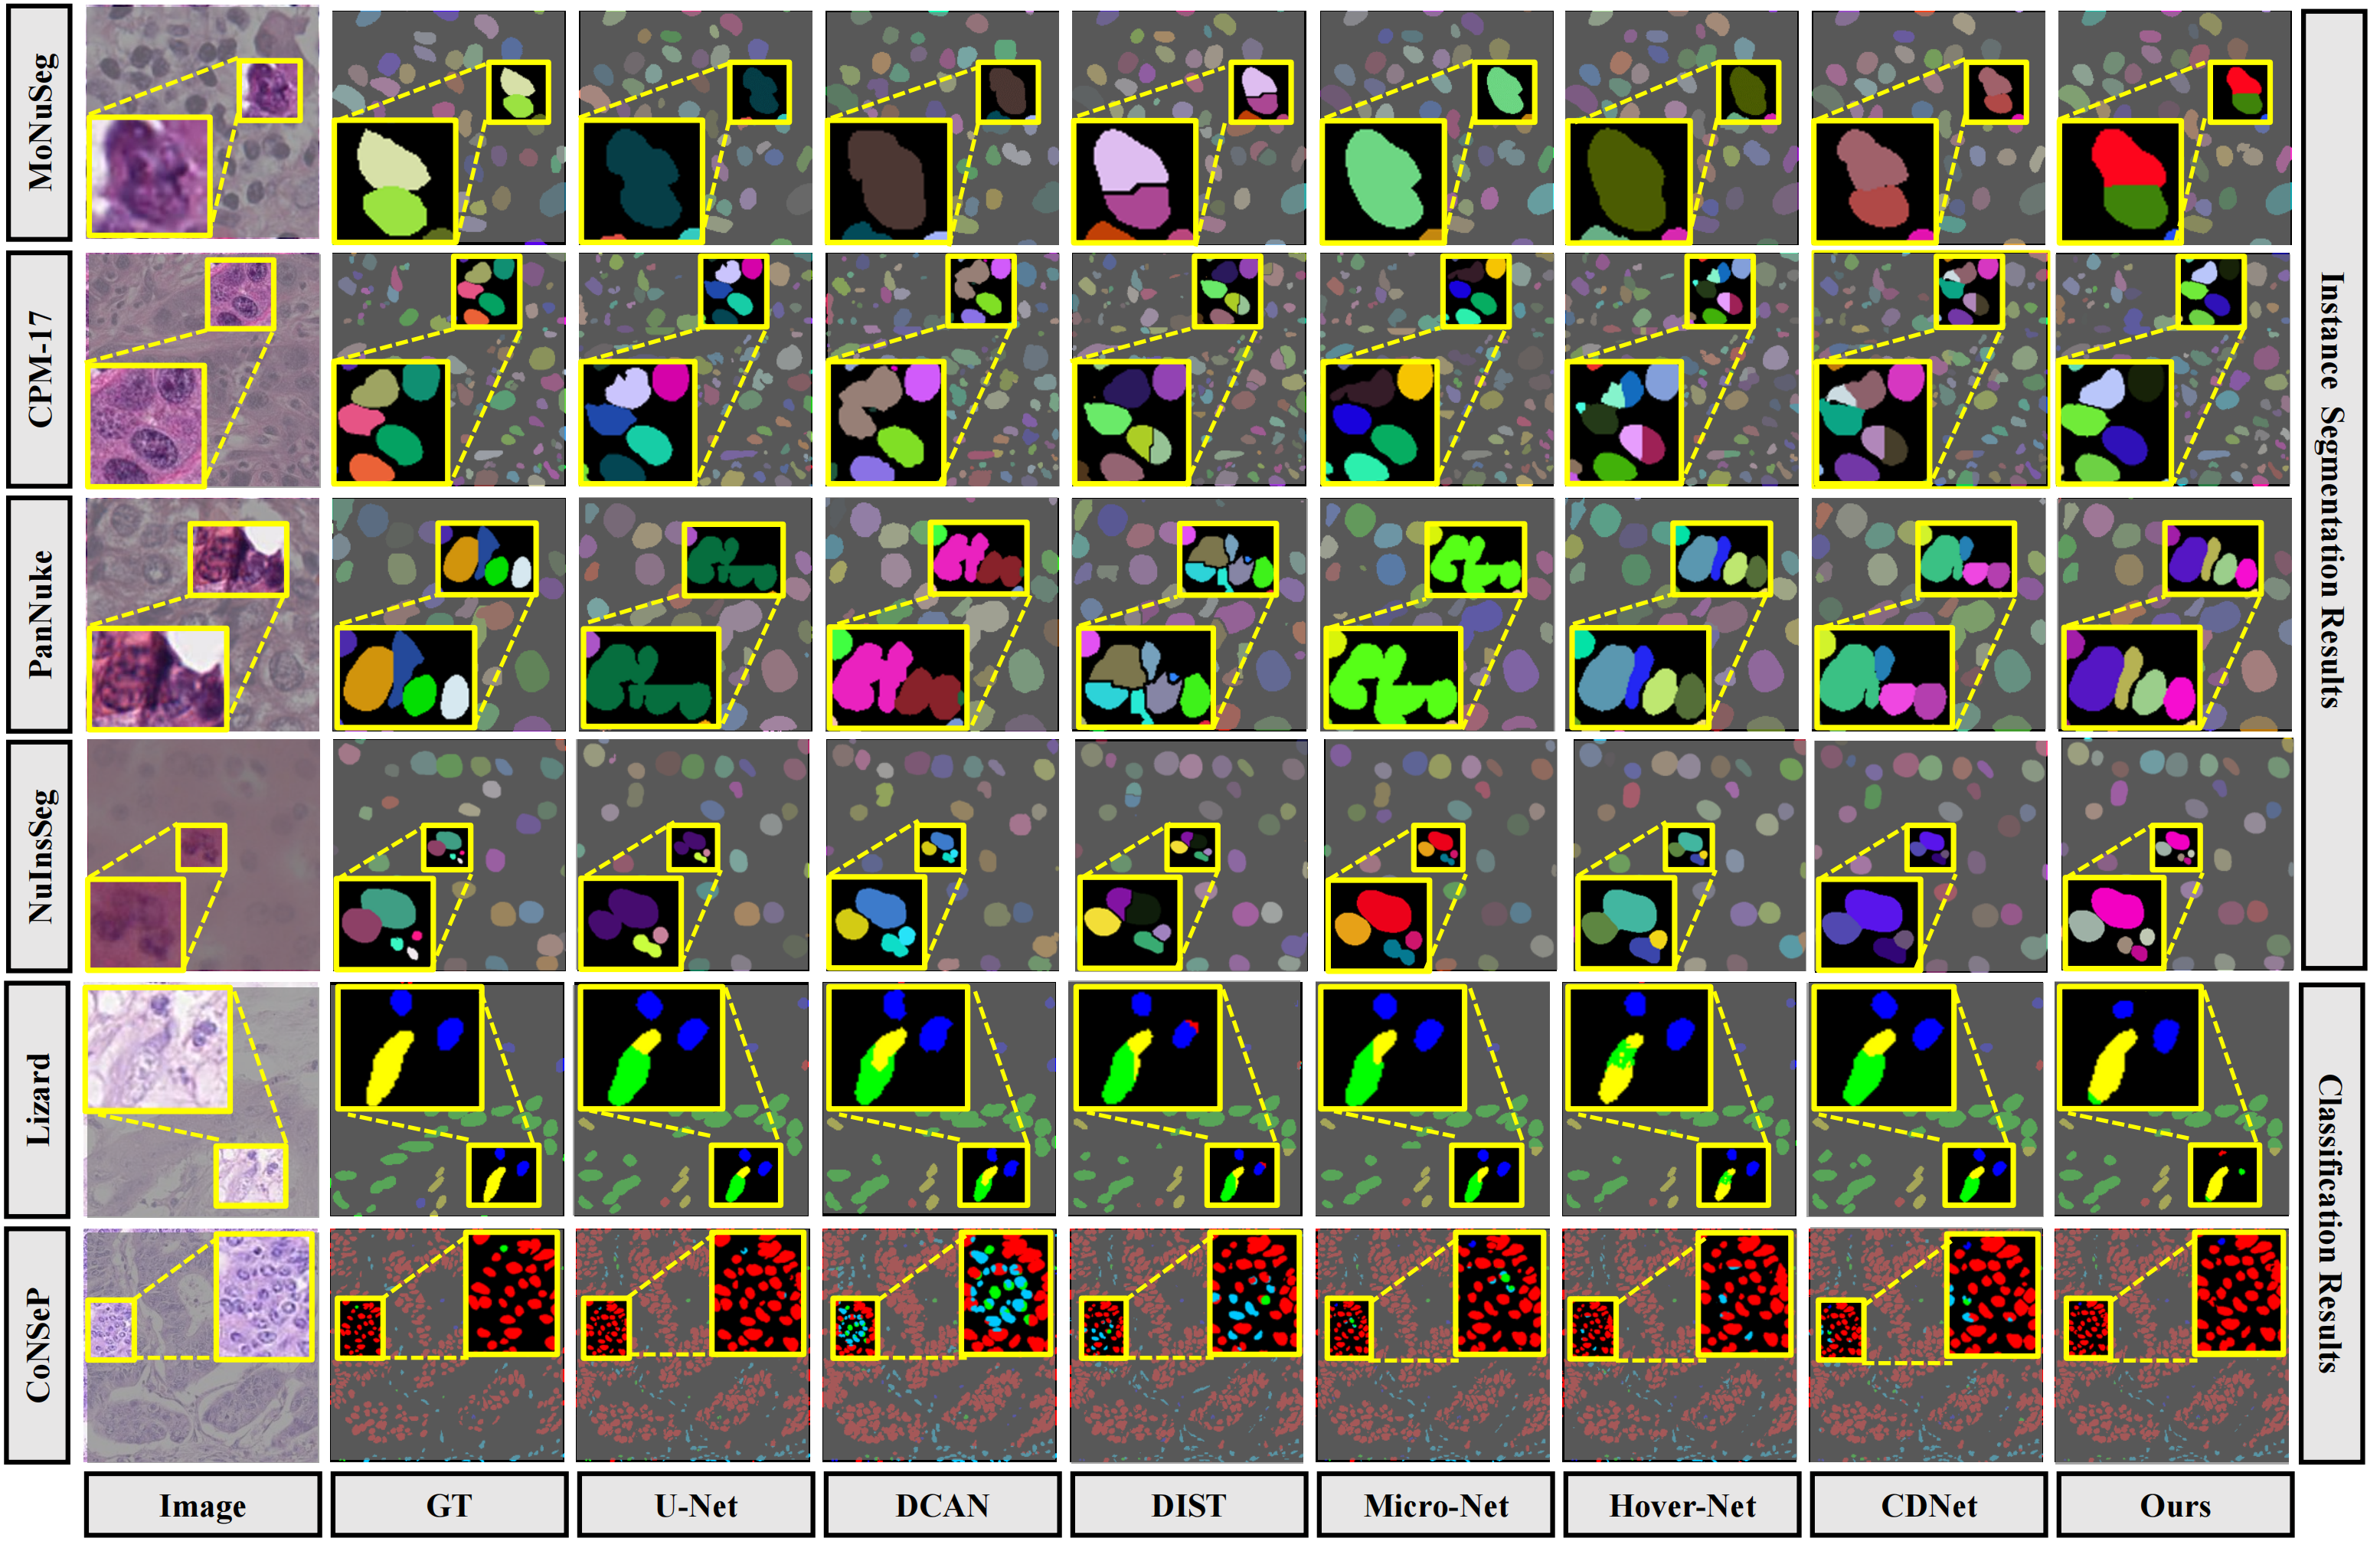 MoNuSeg
CPM-17
PanNuke
NuInsSeg
Lizard
CoNSeP
Instance Segmentation Results
Classification Results
Image
GT
U-Net
DCAN
DIST
Micro-Net
Hover-Net
CDNet
Ours